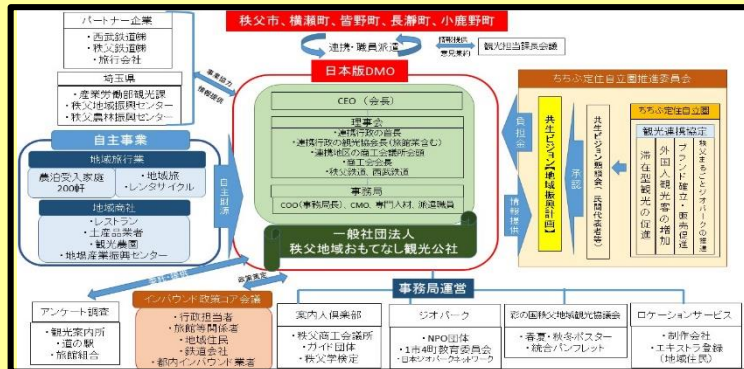 秩父市、横瀬町、皆野町、長瀞町、小鹿野町
パートナー企業
・西武鉄道㈱
・秩父鉄道㈱
・旅行会社
連携・職員派遣
情報提供
意見集約
観光担当課長会議
埼玉県
・産業労働部観光課
・秩父地域振興センター
・秩父農林振興センター
事業協力
情報提供
日本版DMO
CEO（会長）
理事会
・連携行政の首長
・連携行政の観光協会長（旅館業含む）
・連携地区の商工会議所会頭
・商工会会長
・秩父鉄道、西武鉄道
事務局
COO（事務局長）、CMO、専門人材、派遣職員
一般社団法人
秩父地域おもてなし観光公社
自主事業
地域旅行業
農泊受入家庭
200軒
・地域旅
・レンタサイクル
地域商社
・レストラン
・土産品業者
・観光農園
・地場産業振興センター
自主財源
負担金
情報提供
ちちぶ定住自立圏推進委員会
共生ビジョン【地域振興計画】
承認
共生ビジョン懇談会（民間代表者等）
ちちぶ定住自立圏
観光連携協定
秩父まるごとジオパークの推進
ブランド確立・販売促進
外国人観光客の増加
滞在型観光の促進
事務局運営
アンケート調査
・観光案内所
・道の駅
・旅館組合
インバウンド政策コア会議
・行政担当者
・旅館等関係者
・地域住民
・鉄道会社
・都内インバウンド業者
案内人倶楽部
・秩父商工会議所
・ガイド団体
・秩父学検定
ジオパーク
・NPO団体
・1市4町教育委員会
・日本ジオパークネットワーク
彩の国秩父地域観光協議会
・春夏・秋冬ポスター
・統合パンフレット
ロケーションサービス
・制作会社
・エキストラ登録
（地域住民）